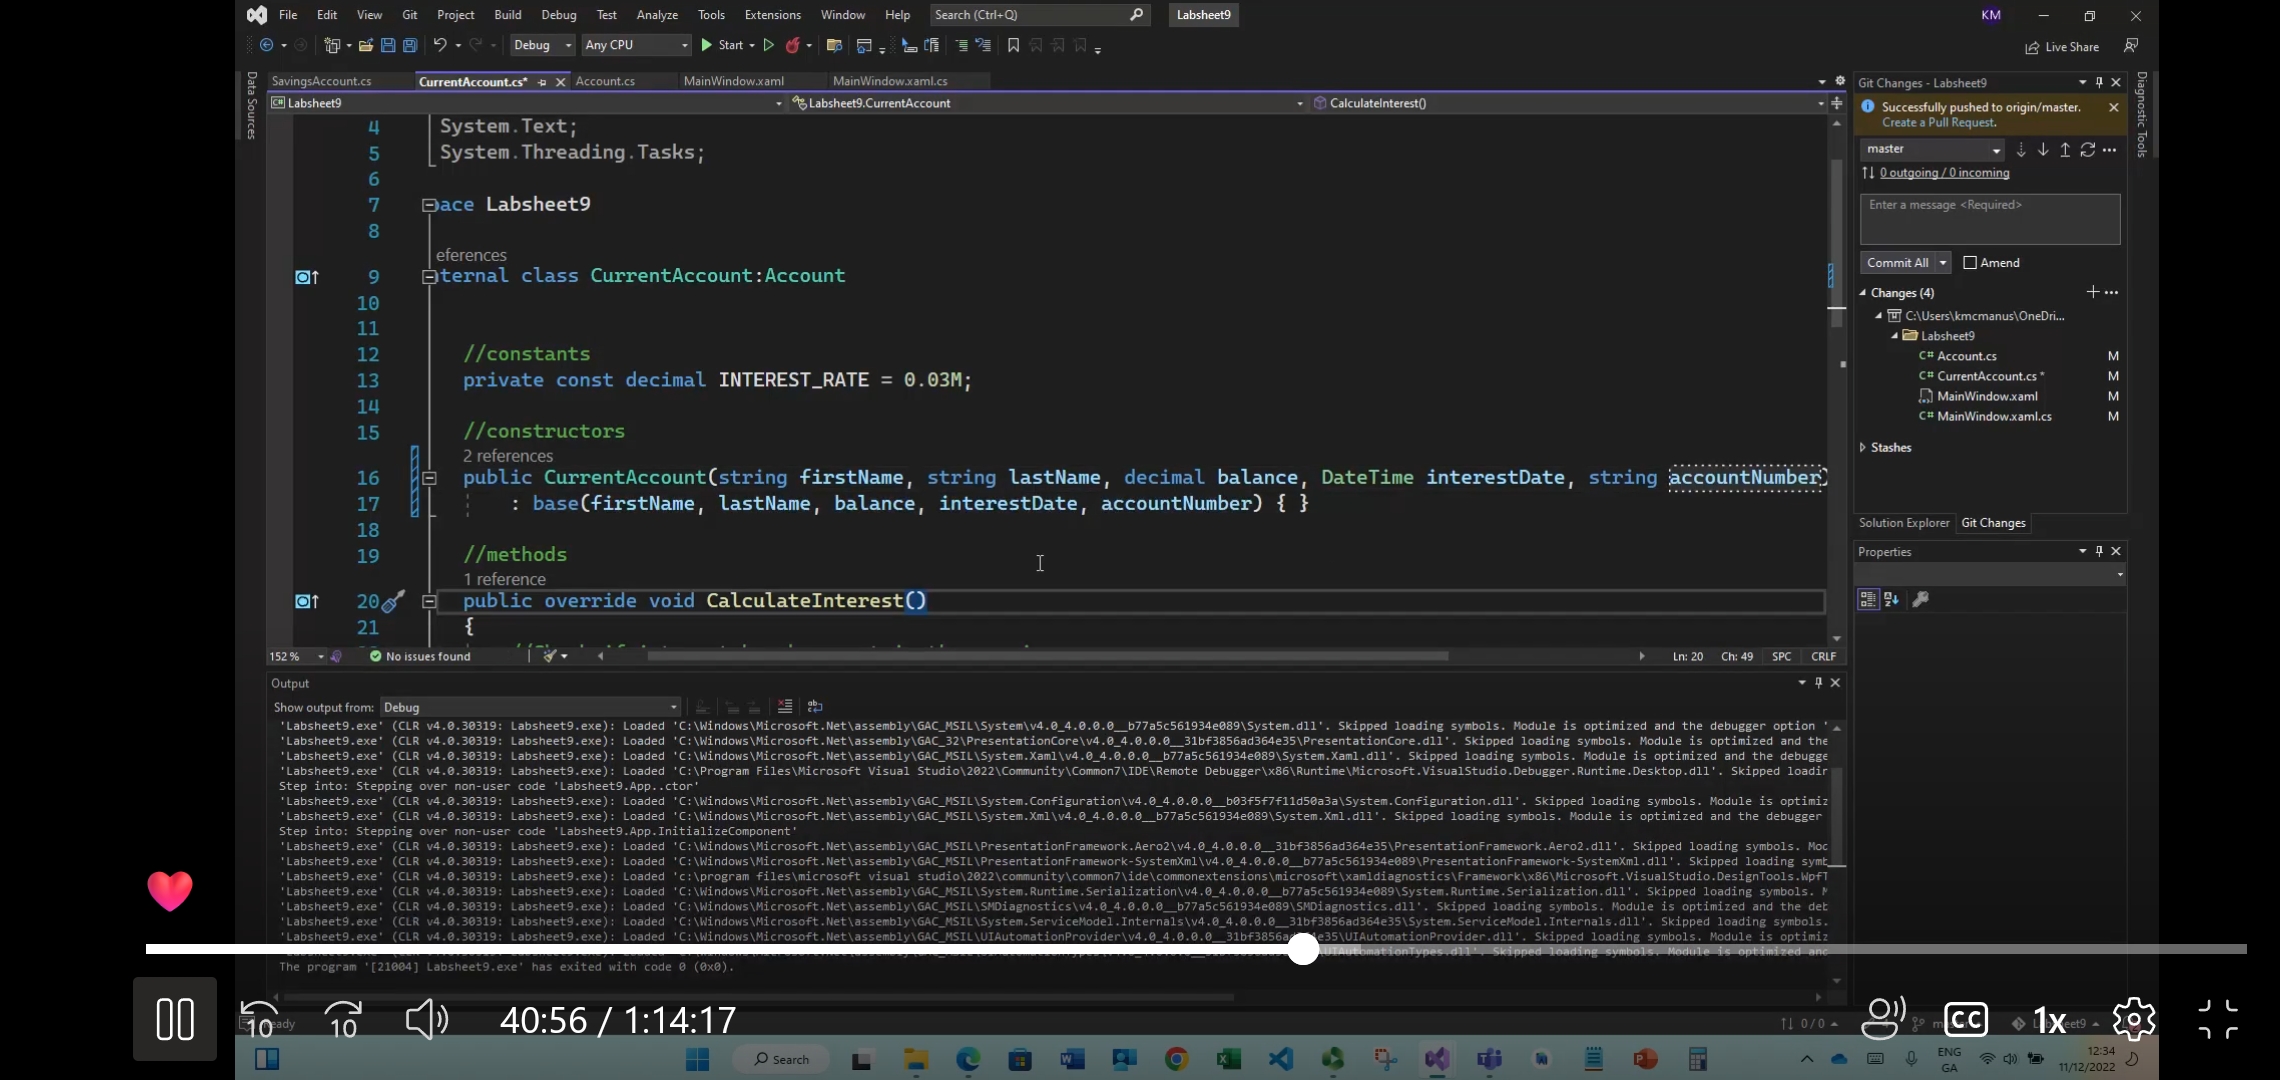 File Edit View Git Project Build Debug Test Analyze Tools Extensions Window Help Search (Ctrl+Q) Labsheet9 KM
Debug Any CPU Start Live Share
SavingsAccount.cs CurrentAccount.cs* Account.cs MainWindow.xaml MainWindow.xaml.cs
Labsheet9 Labsheet9.CurrentAccount CalculateInterest()
Data Sources
4 System.Text;
5 System.Threading.Tasks;
6
7 ace Labsheet9
8
eferences
9 ternal class CurrentAccount:Account
10
11
12 //constants
13 private const decimal INTEREST_RATE = 0.03M;
14
15 //constructors
2 references
16 public CurrentAccount(string firstName, string lastName, decimal balance, DateTime interestDate, string accountNumber)
17 : base(firstName, lastName, balance, interestDate, accountNumber) { }
18
19 //methods
1 reference
20 public override void CalculateInterest()
21 {
152 % No issues found Ln: 20 Ch: 49 SPC CRLF
Git Changes - Labsheet9
Successfully pushed to origin/master.
Create a Pull Request.
master
0 outgoing / 0 incoming
Enter a message <Required>
Commit All Amend
Changes (4)
C:\Users\kmcmanus\OneDri...
Labsheet9
C# Account.cs M
C# CurrentAccount.cs * M
MainWindow.xaml M
C# MainWindow.xaml.cs M
Stashes
Solution Explorer Git Changes
Properties
Diagnostic Tools
Output
Show output from: Debug
'Labsheet9.exe' (CLR v4.0.30319: Labsheet9.exe): Loaded 'C:\Windows\Microsoft.Net\assembly\GAC_MSIL\System\v4.0_4.0.0.0__b77a5c561934e089\System.dll'. Skipped loading symbols. Module is optimized and the debugger option '
'Labsheet9.exe' (CLR v4.0.30319: Labsheet9.exe): Loaded 'C:\Windows\Microsoft.Net\assembly\GAC_32\PresentationCore\v4.0_4.0.0.0__31bf3856ad364e35\PresentationCore.dll'. Skipped loading symbols. Module is optimized and the
'Labsheet9.exe' (CLR v4.0.30319: Labsheet9.exe): Loaded 'C:\Windows\Microsoft.Net\assembly\GAC_MSIL\System.Xaml\v4.0_4.0.0.0__b77a5c561934e089\System.Xaml.dll'. Skipped loading symbols. Module is optimized and the debugge
'Labsheet9.exe' (CLR v4.0.30319: Labsheet9.exe): Loaded 'C:\Program Files\Microsoft Visual Studio\2022\Community\Common7\IDE\Remote Debugger\x86\Runtime\Microsoft.VisualStudio.Debugger.Runtime.Desktop.dll'. Skipped loadin
Step into: Stepping over non-user code 'Labsheet9.App..ctor'
'Labsheet9.exe' (CLR v4.0.30319: Labsheet9.exe): Loaded 'C:\Windows\Microsoft.Net\assembly\GAC_MSIL\System.Configuration\v4.0_4.0.0.0__b03f5f7f11d50a3a\System.Configuration.dll'. Skipped loading symbols. Module is optimiz
'Labsheet9.exe' (CLR v4.0.30319: Labsheet9.exe): Loaded 'C:\Windows\Microsoft.Net\assembly\GAC_MSIL\System.Xml\v4.0_4.0.0.0__b77a5c561934e089\System.Xml.dll'. Skipped loading symbols. Module is optimized and the debugger
Step into: Stepping over non-user code 'Labsheet9.App.InitializeComponent'
'Labsheet9.exe' (CLR v4.0.30319: Labsheet9.exe): Loaded 'C:\Windows\Microsoft.Net\assembly\GAC_MSIL\PresentationFramework.Aero2\v4.0_4.0.0.0__31bf3856ad364e35\PresentationFramework.Aero2.dll'. Skipped loading symbols. Mod
'Labsheet9.exe' (CLR v4.0.30319: Labsheet9.exe): Loaded 'C:\Windows\Microsoft.Net\assembly\GAC_MSIL\PresentationFramework-SystemXml\v4.0_4.0.0.0__b77a5c561934e089\PresentationFramework-SystemXml.dll'. Skipped loading symb
'Labsheet9.exe' (CLR v4.0.30319: Labsheet9.exe): Loaded 'c:\program files\microsoft visual studio\2022\community\common7\ide\commonextensions\microsoft\xamldiagnostics\Framework\x86\Microsoft.VisualStudio.DesignTools.WpfT
'Labsheet9.exe' (CLR v4.0.30319: Labsheet9.exe): Loaded 'C:\Windows\Microsoft.Net\assembly\GAC_MSIL\System.Runtime.Serialization\v4.0_4.0.0.0__b77a5c561934e089\System.Runtime.Serialization.dll'. Skipped loading symbols. M
'Labsheet9.exe' (CLR v4.0.30319: Labsheet9.exe): Loaded 'C:\Windows\Microsoft.Net\assembly\GAC_MSIL\SMDiagnostics\v4.0_4.0.0.0__b77a5c561934e089\SMDiagnostics.dll'. Skipped loading symbols. Module is optimized and the deb
'Labsheet9.exe' (CLR v4.0.30319: Labsheet9.exe): Loaded 'C:\Windows\Microsoft.Net\assembly\GAC_MSIL\System.ServiceModel.Internals\v4.0_4.0.0.0__31bf3856ad364e35\System.ServiceModel.Internals.dll'. Skipped loading symbols.
'Labsheet9.exe' (CLR v4.0.30319: Labsheet9.exe): Loaded 'C:\Windows\Microsoft.Net\assembly\GAC_MSIL\UIAutomationProvider\v4.0_4.0.0.0__31bf3856ad364e35\UIAutomationProvider.dll'. Skipped loading symbols. Module is optimiz
\UIAutomationTypes.dll'. Skipped loading symbols. Module is optimized and
The program '[21004] Labsheet9.exe' has exited with code 0 (0x0).
10 10 40:56 / 1:14:17 CC 1x
0 / 0
Search
ENG
GA
12:34
11/12/2022